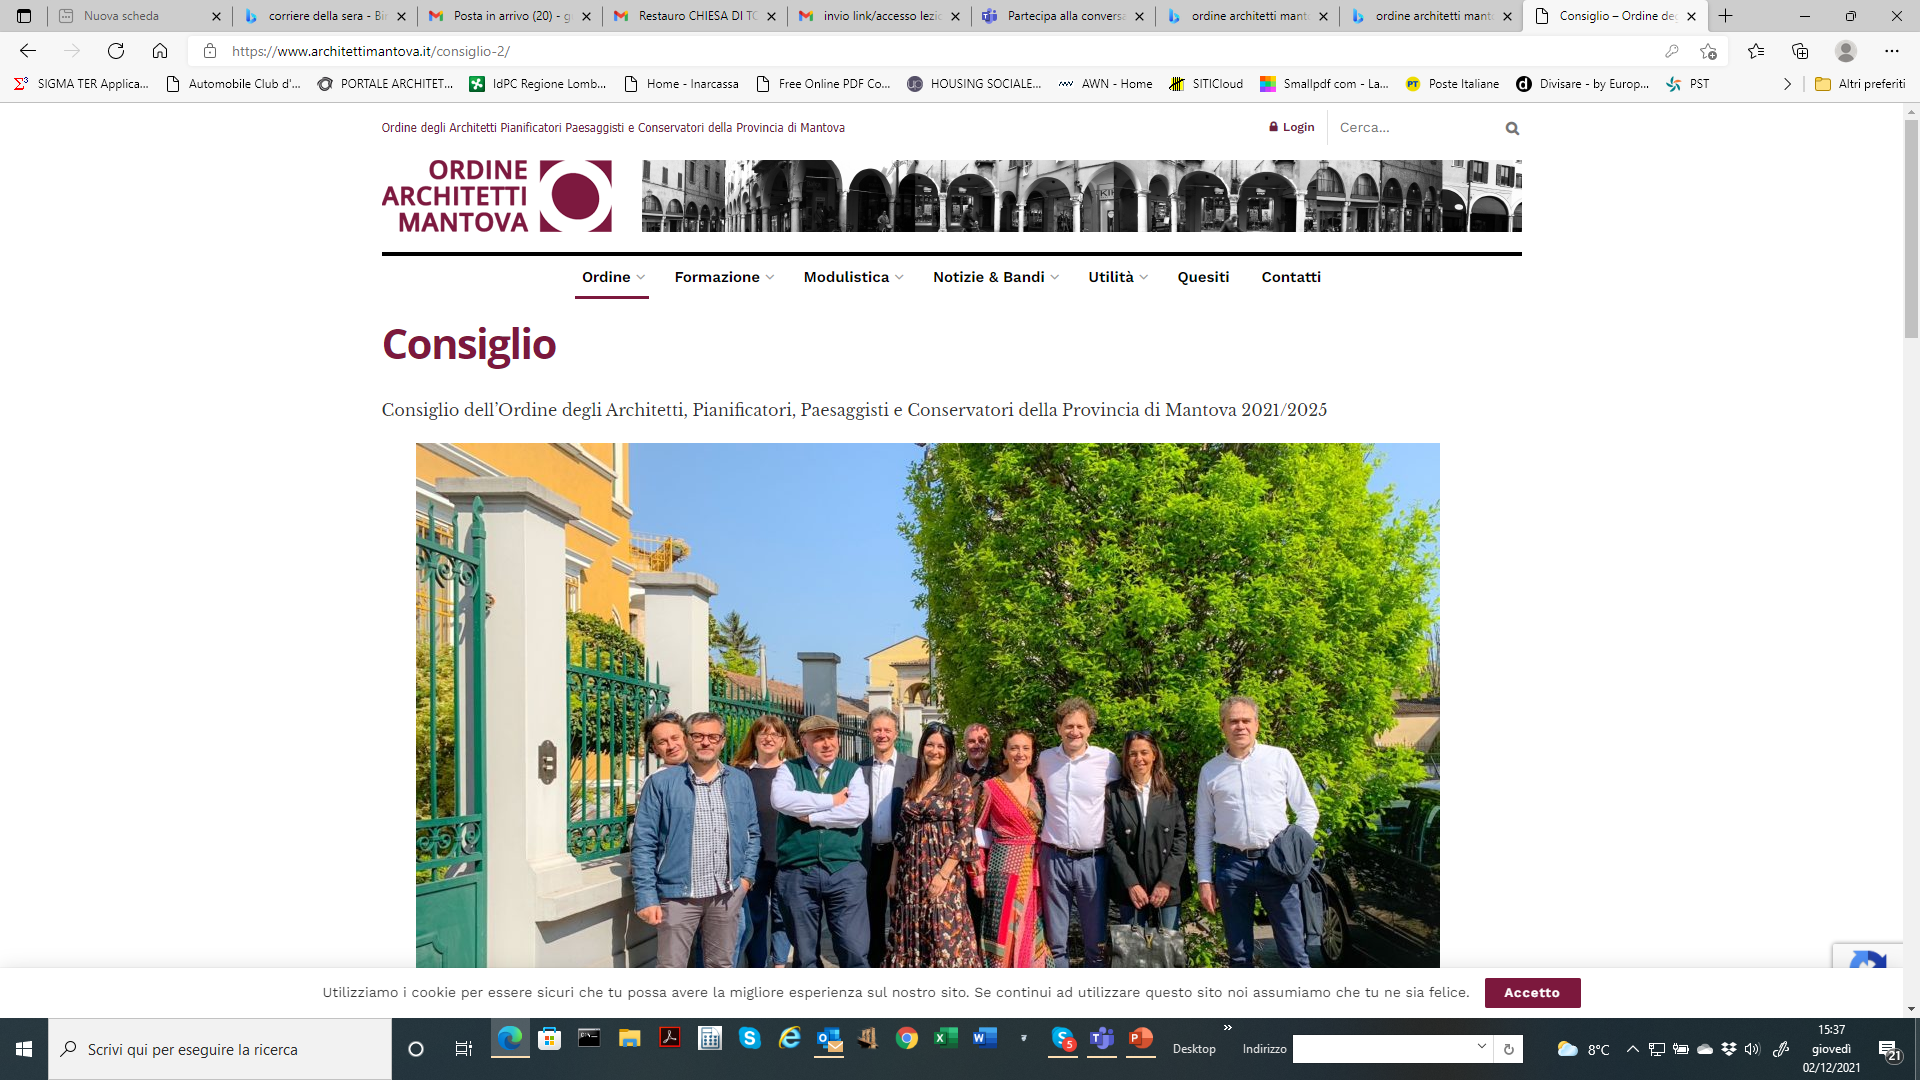 Nuova scheda
corriere della sera - Bi
Posta in arrivo (20) - g
Restauro CHIESA DI TO
invio link/accesso lezio
Partecipa alla conversa
ordine architetti mant
ordine architetti mant
Consiglio – Ordine deg
https://www.architettimantova.it/consiglio-2/
SIGMA TER Applica...
Automobile Club d'...
PORTALE ARCHITET...
IdPC Regione Lomb...
Home - Inarcassa
Free Online PDF Co...
HOUSING SOCIALE...
AWN - Home
SITICloud
Smallpdf com - La...
Poste Italiane
Divisare - by Europ...
PST
Altri preferiti
Ordine degli Architetti Pianificatori Paesaggisti e Conservatori della Provincia di Mantova
Login
Cerca...
ORDINE
ARCHITETTI
MANTOVA
Ordine
Formazione
Modulistica
Notizie & Bandi
Utilità
Quesiti
Contatti
Consiglio
Consiglio dell’Ordine degli Architetti, Pianificatori, Paesaggisti e Conservatori della Provincia di Mantova 2021/2025
Utilizziamo i cookie per essere sicuri che tu possa avere la migliore esperienza sul nostro sito. Se continui ad utilizzare questo sito noi assumiamo che tu ne sia felice.
Accetto
Scrivi qui per eseguire la ricerca
5
Desktop
»
Indirizzo
8°C
15:37
giovedì
02/12/2021
21